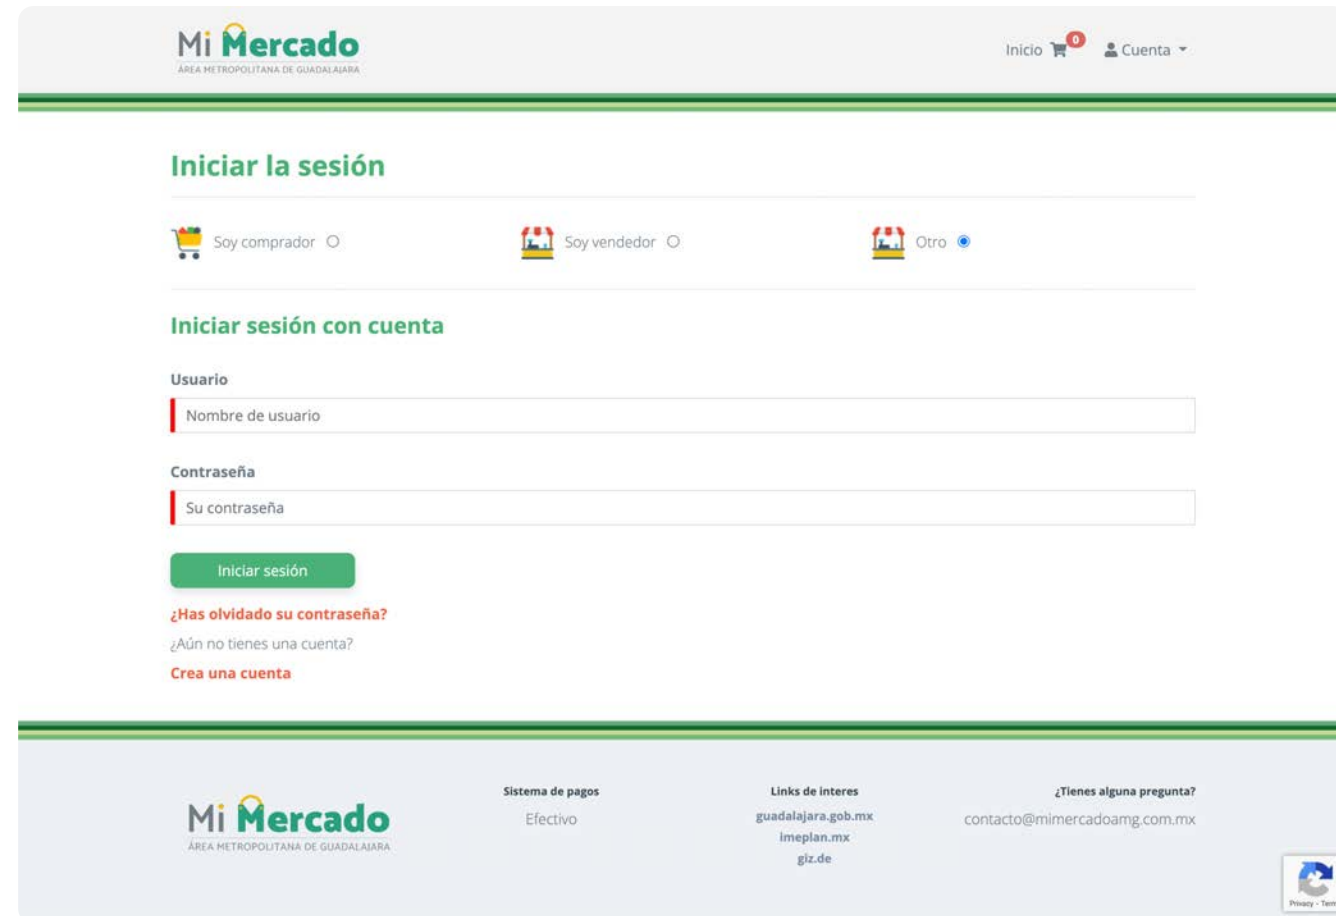 Mi Mercado
ÁREA METROPOLITANA DE GUADALAJARA
Inicio 0 Cuenta
Iniciar la sesión
Soy comprador Soy vendedor Otro
Iniciar sesión con cuenta
Usuario
Nombre de usuario
Contraseña
Su contraseña
Iniciar sesión
¿Has olvidado su contraseña?
¿Aún no tienes una cuenta?
Crea una cuenta
Mi Mercado
ÁREA METROPOLITANA DE GUADALAJARA
Sistema de pagos
Efectivo
Links de interes
guadalajara.gob.mx
imeplan.mx
giz.de
¿Tienes alguna pregunta?
contacto@mimercadoamg.com.mx
Privacy - Term